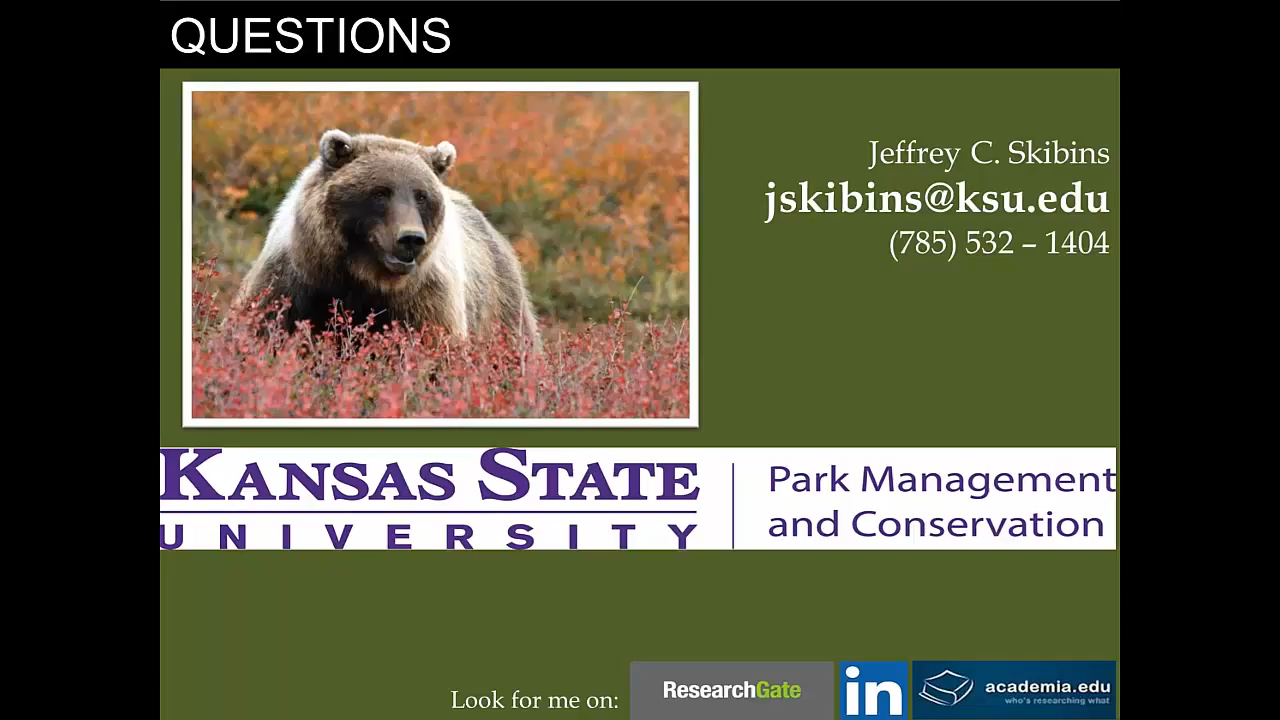 QUESTIONS
Jeffrey C. Skibins
jskibins@ksu.edu
(785) 532 – 1404
KANSAS STATE
UNIVERSITY
Park Management
and Conservation
Look for me on:
ResearchGate
in
academia.edu
who's researching what